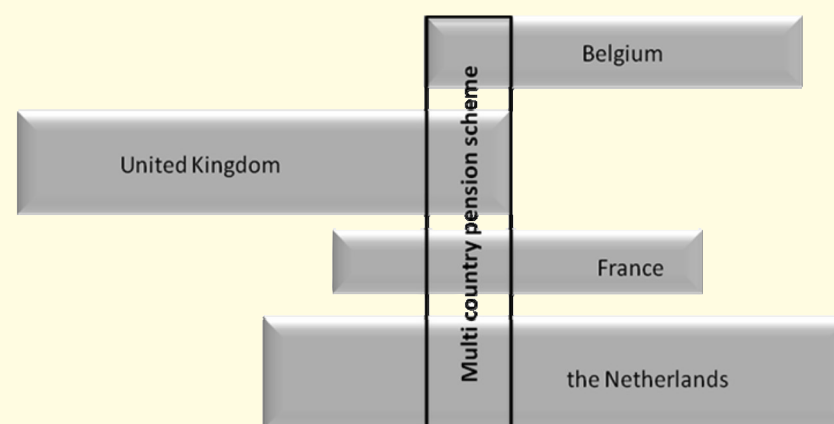 Belgium
United Kingdom
Multi country pension scheme
France
the Netherlands